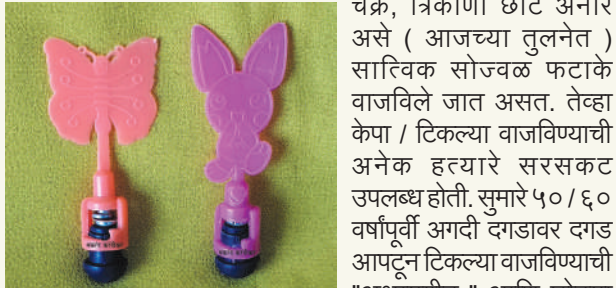 चक्र, त्रिकोणी छोटे अनार
असे ( आजच्या तुलनेत )
सात्विक सोज्वळ फटाके
वाजविले जात असत. तेव्हा
केपा / टिकल्या वाजविण्याची
अनेक हत्यारे सरसकट
उपलब्ध होती. सुमारे ५० / ६०
वर्षांपूर्वी अगदी दगडावर दगड
आपटून टिकल्या वाजविण्याची